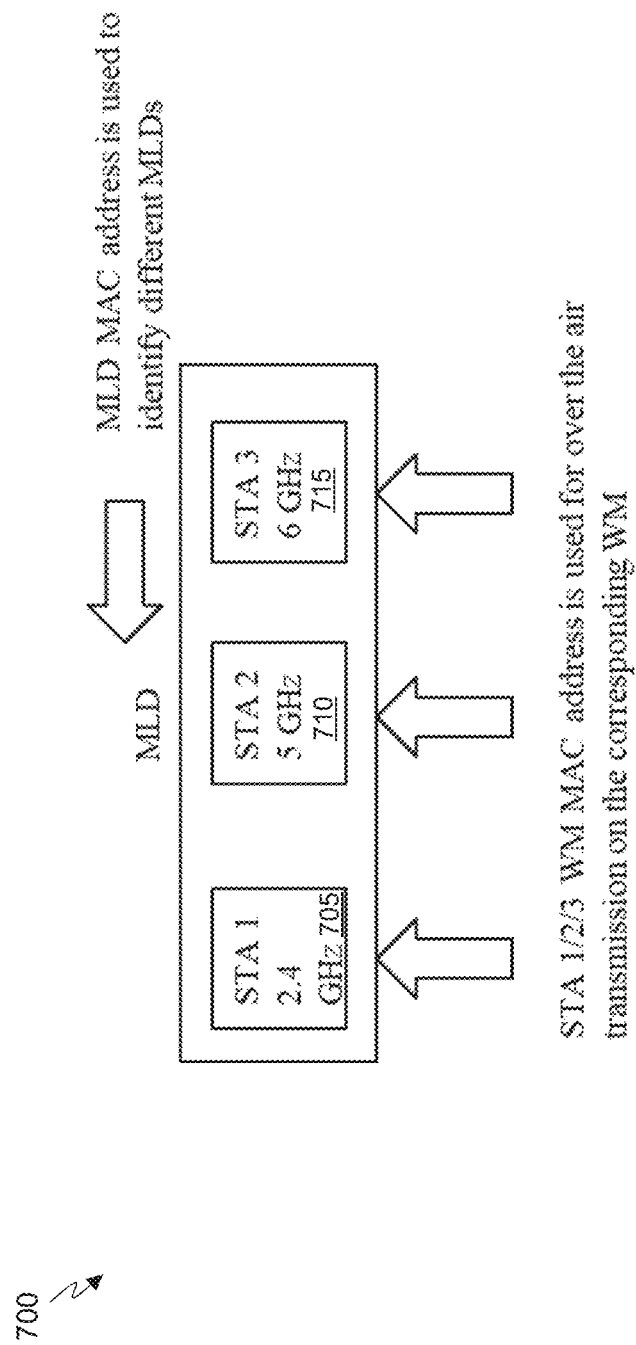 700
MLD MAC address is used to
identify different MLDs
MLD
STA 1
2.4
GHz 705
STA 2
5 GHz
710
STA 3
6 GHz
715
STA 1/2/3 WM MAC address is used for over the air
transmission on the corresponding WM